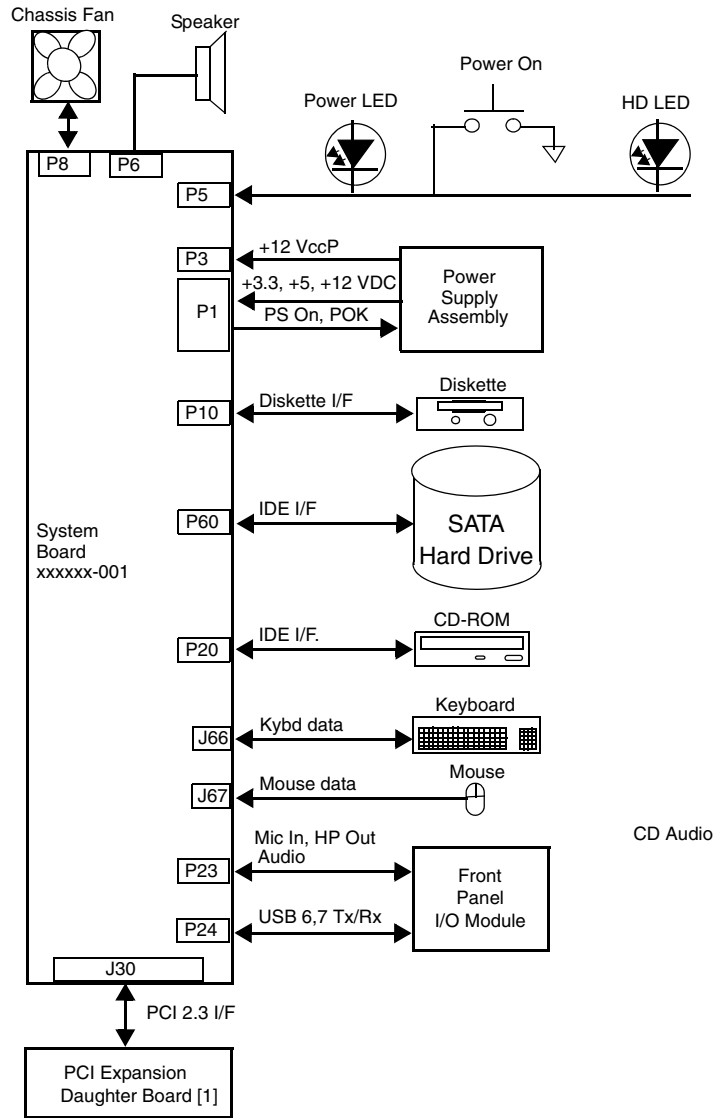 Chassis Fan
Speaker
Power On
Power LED
HD LED
P8
P6
P5
P3
+12 VccP
+3.3, +5, +12 VDC
P1
PS On, POK
Power
Supply
Assembly
Diskette
P10
Diskette I/F
P60
IDE I/F
SATA
Hard Drive
System
Board
xxxxxx-001
CD-ROM
P20
IDE I/F.
Keyboard
J66
Kybd data
Mouse
J67
Mouse data
CD Audio
Mic In, HP Out
Audio
P23
Front
Panel
I/O Module
P24
USB 6,7 Tx/Rx
J30
PCI 2.3 I/F
PCI Expansion
Daughter Board [1]